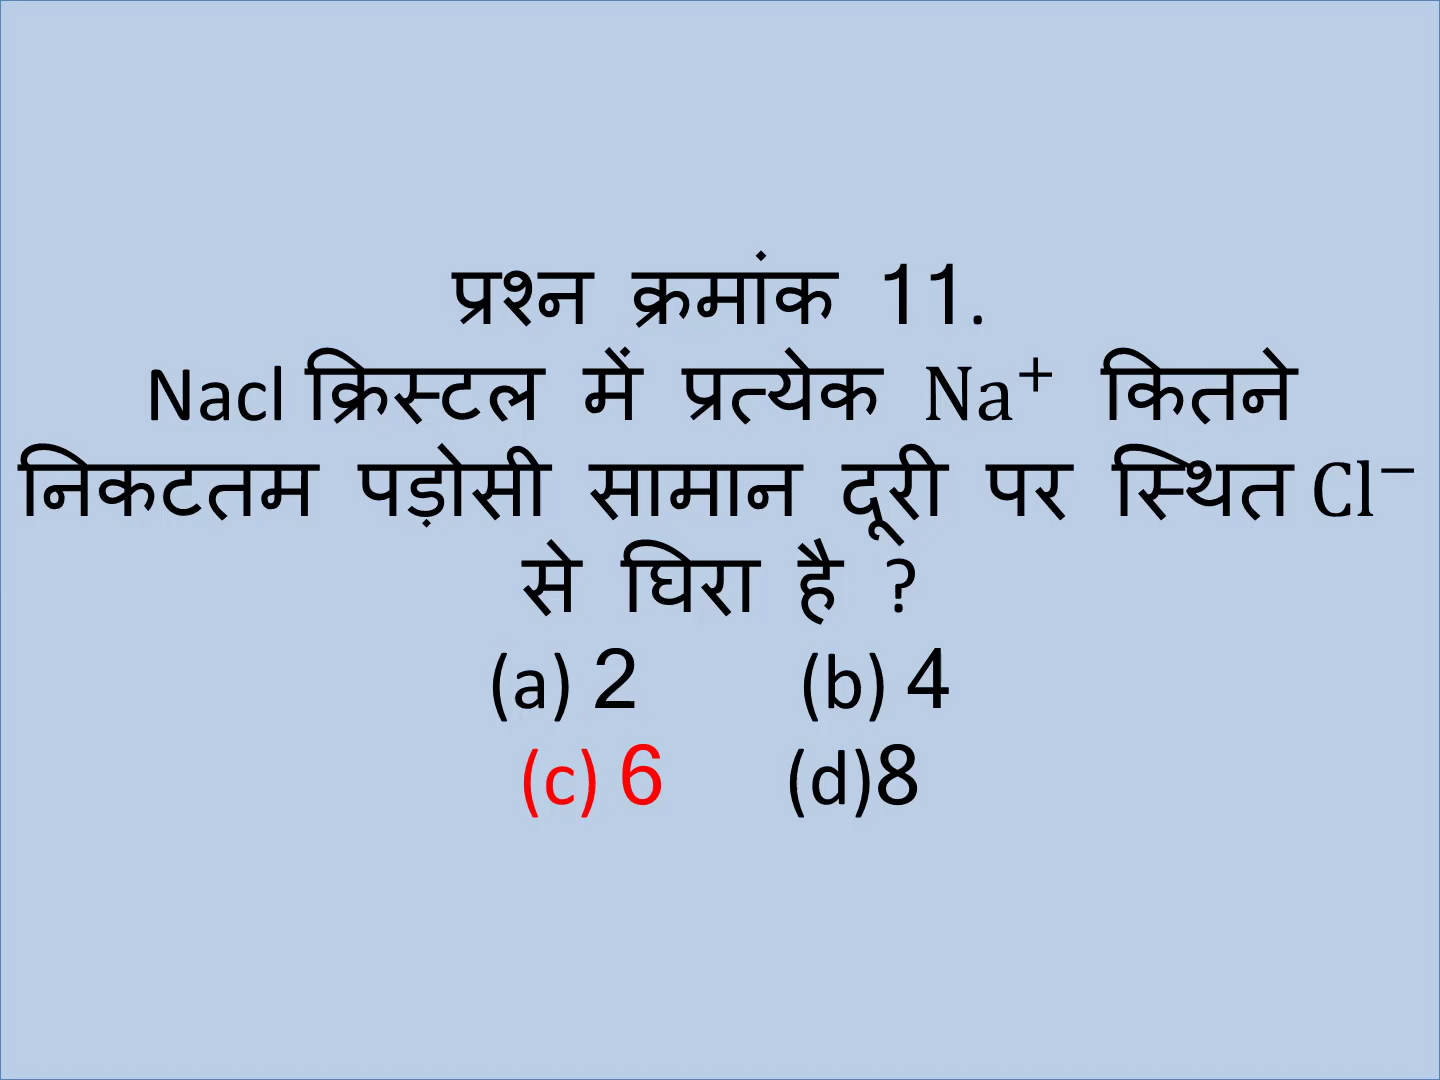 प्रश्न क्रमांक 11.
Nacl क्रिस्टल में प्रत्येक Na⁺ कितने
निकटतम पड़ोसी सामान दूरी पर स्थित Cl⁻
से घिरा है ?
(a) 2 (b) 4
(c) 6 (d)8